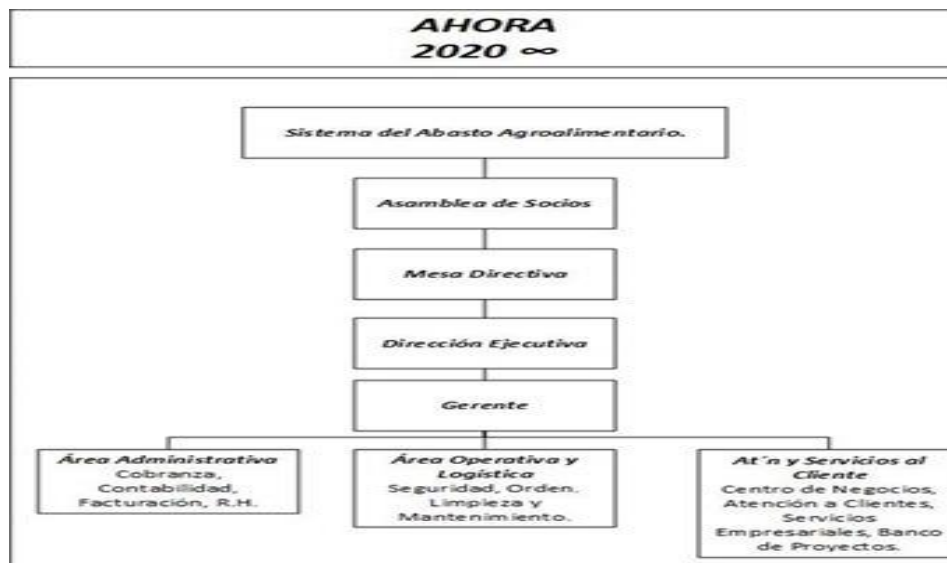 AHORA
2020 ∞
Sistema del Abasto Agroalimentario.
Asamblea de Socios
Mesa Directiva
Dirección Ejecutiva
Gerente
Área Administrativa
Cobranza,
Contabilidad,
Facturación, R.H.
Área Operativa y
Logística
Seguridad, Orden.
Limpieza y
Mantenimiento.
At´n y Servicios al
Cliente
Centro de Negocios,
Atención a Clientes,
Servicios
Empresariales, Banco
de Proyectos.